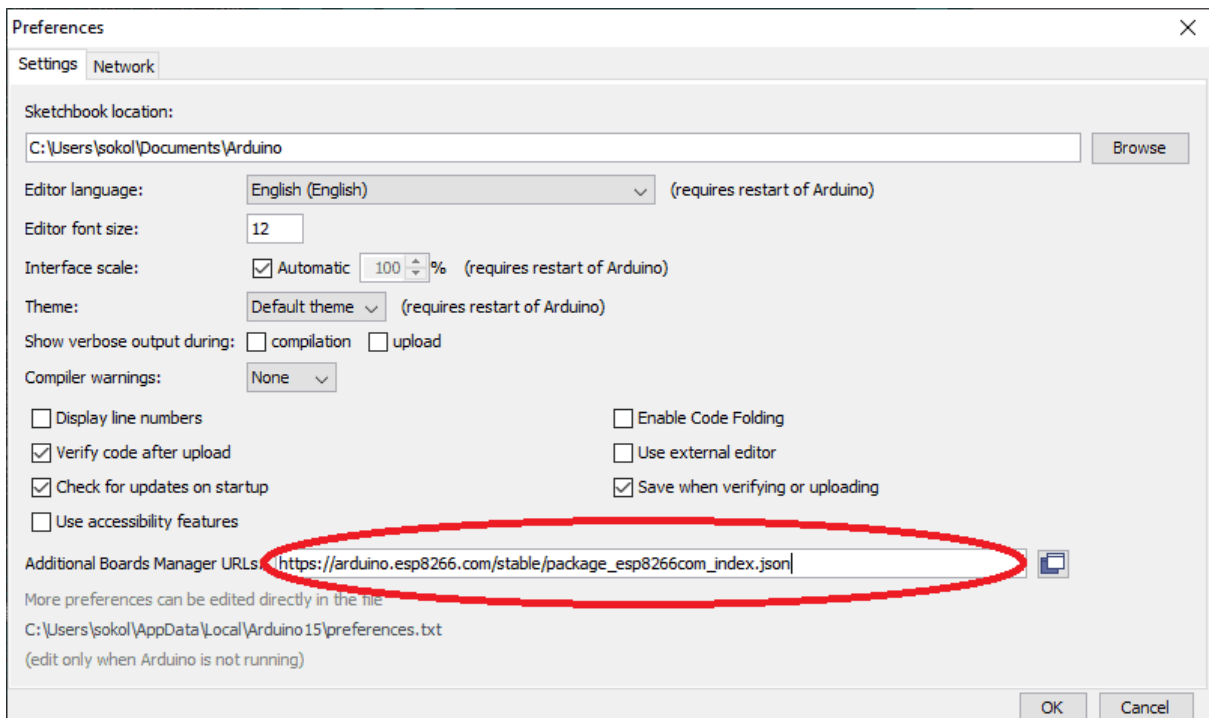 Preferences
Settings Network
Sketchbook location:
C:\Users\sokol\Documents\Arduino Browse
Editor language: English (English) (requires restart of Arduino)
Editor font size: 12
Interface scale: Automatic 100 % (requires restart of Arduino)
Theme: Default theme (requires restart of Arduino)
Show verbose output during: compilation upload
Compiler warnings: None
Display line numbers Enable Code Folding
Verify code after upload Use external editor
Check for updates on startup Save when verifying or uploading
Use accessibility features
Additional Boards Manager URLs: https://arduino.esp8266.com/stable/package_esp8266com_index.json
More preferences can be edited directly in the file
C:\Users\sokol\AppData\Local\Arduino15\preferences.txt
(edit only when Arduino is not running)
OK Cancel